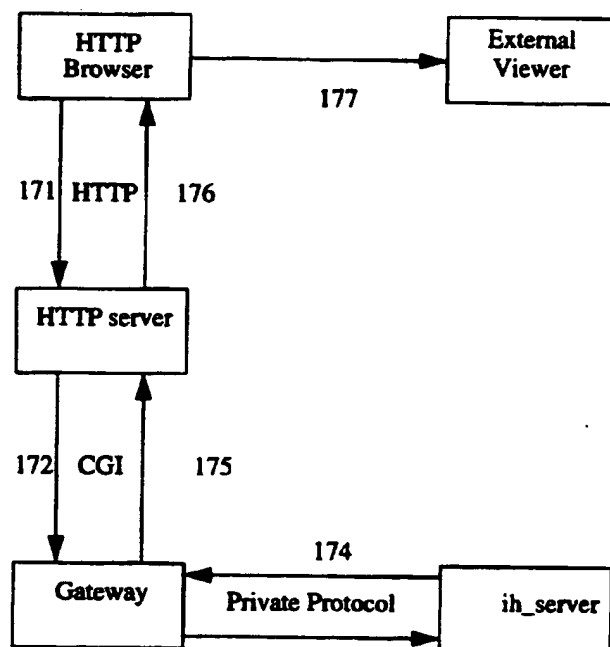 HTTP
Browser
External
Viewer
177
171 HTTP 176
HTTP server
172 CGI 175
174
Gateway
Private Protocol
ih_server